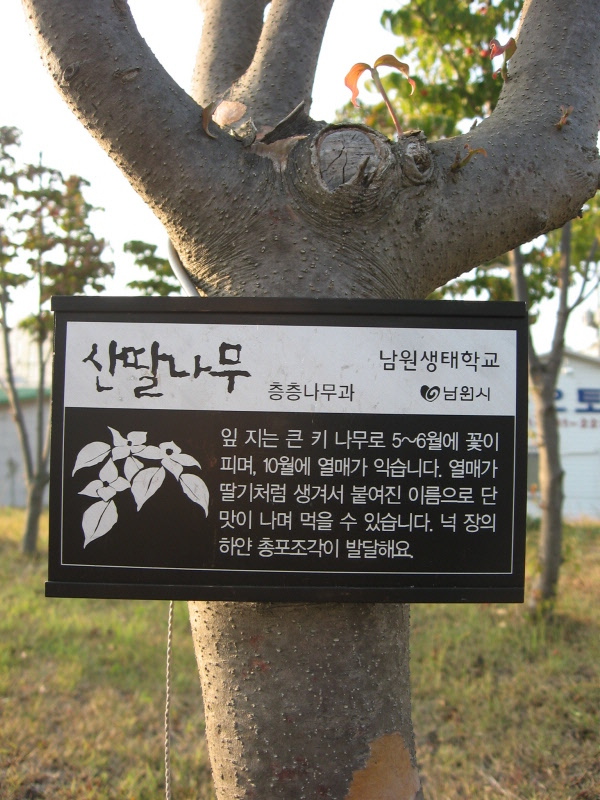 산딸나무
층층나무과
남원생태학교
남원시
잎 지는 큰 키 나무로 5~6월에 꽃이
피며, 10월에 열매가 익습니다. 열매가
딸기처럼 생겨서 붙여진 이름으로 단
맛이 나며 먹을 수 있습니다. 넉 장의
하얀 총포조각이 발달해요.